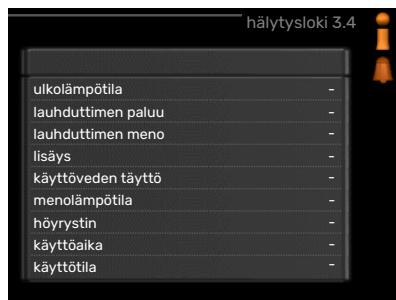 hälytysloki 3.4
ulkolämpötila -
lauhduttimen paluu -
lauhduttimen meno -
lisäys -
käyttöveden täyttö -
menolämpötila -
höyrystin -
käyttöaika -
käyttötila -